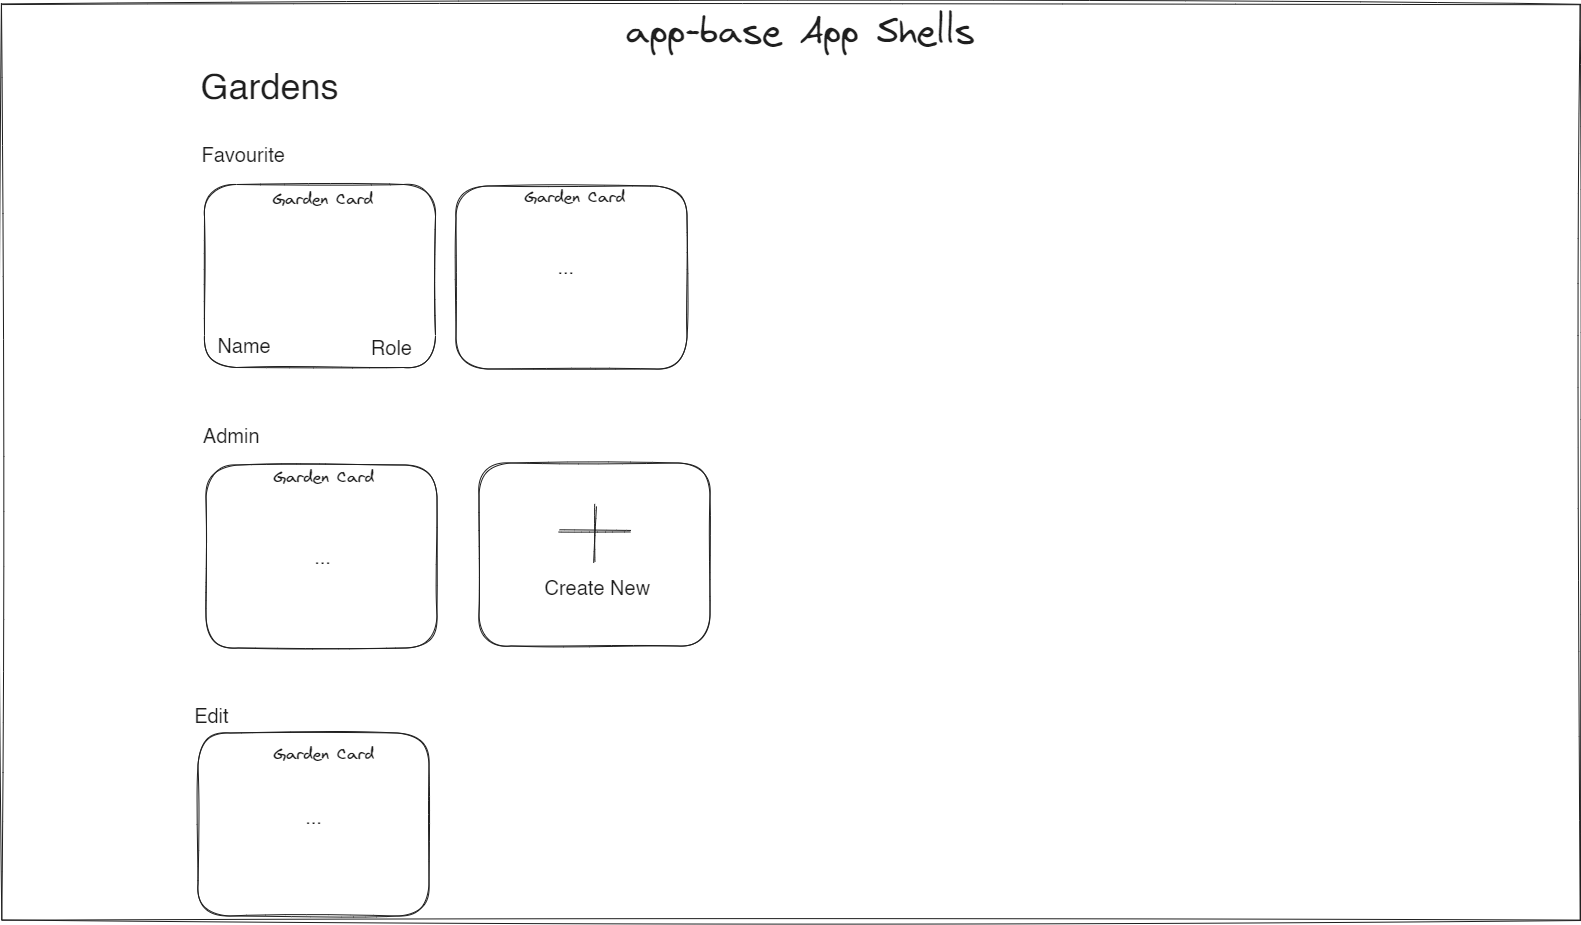 app-base App Shells
Gardens
Favourite
Garden Card
Garden Card
...
Name
Role
Admin
Garden Card
...
Create New
Edit
Garden Card
...